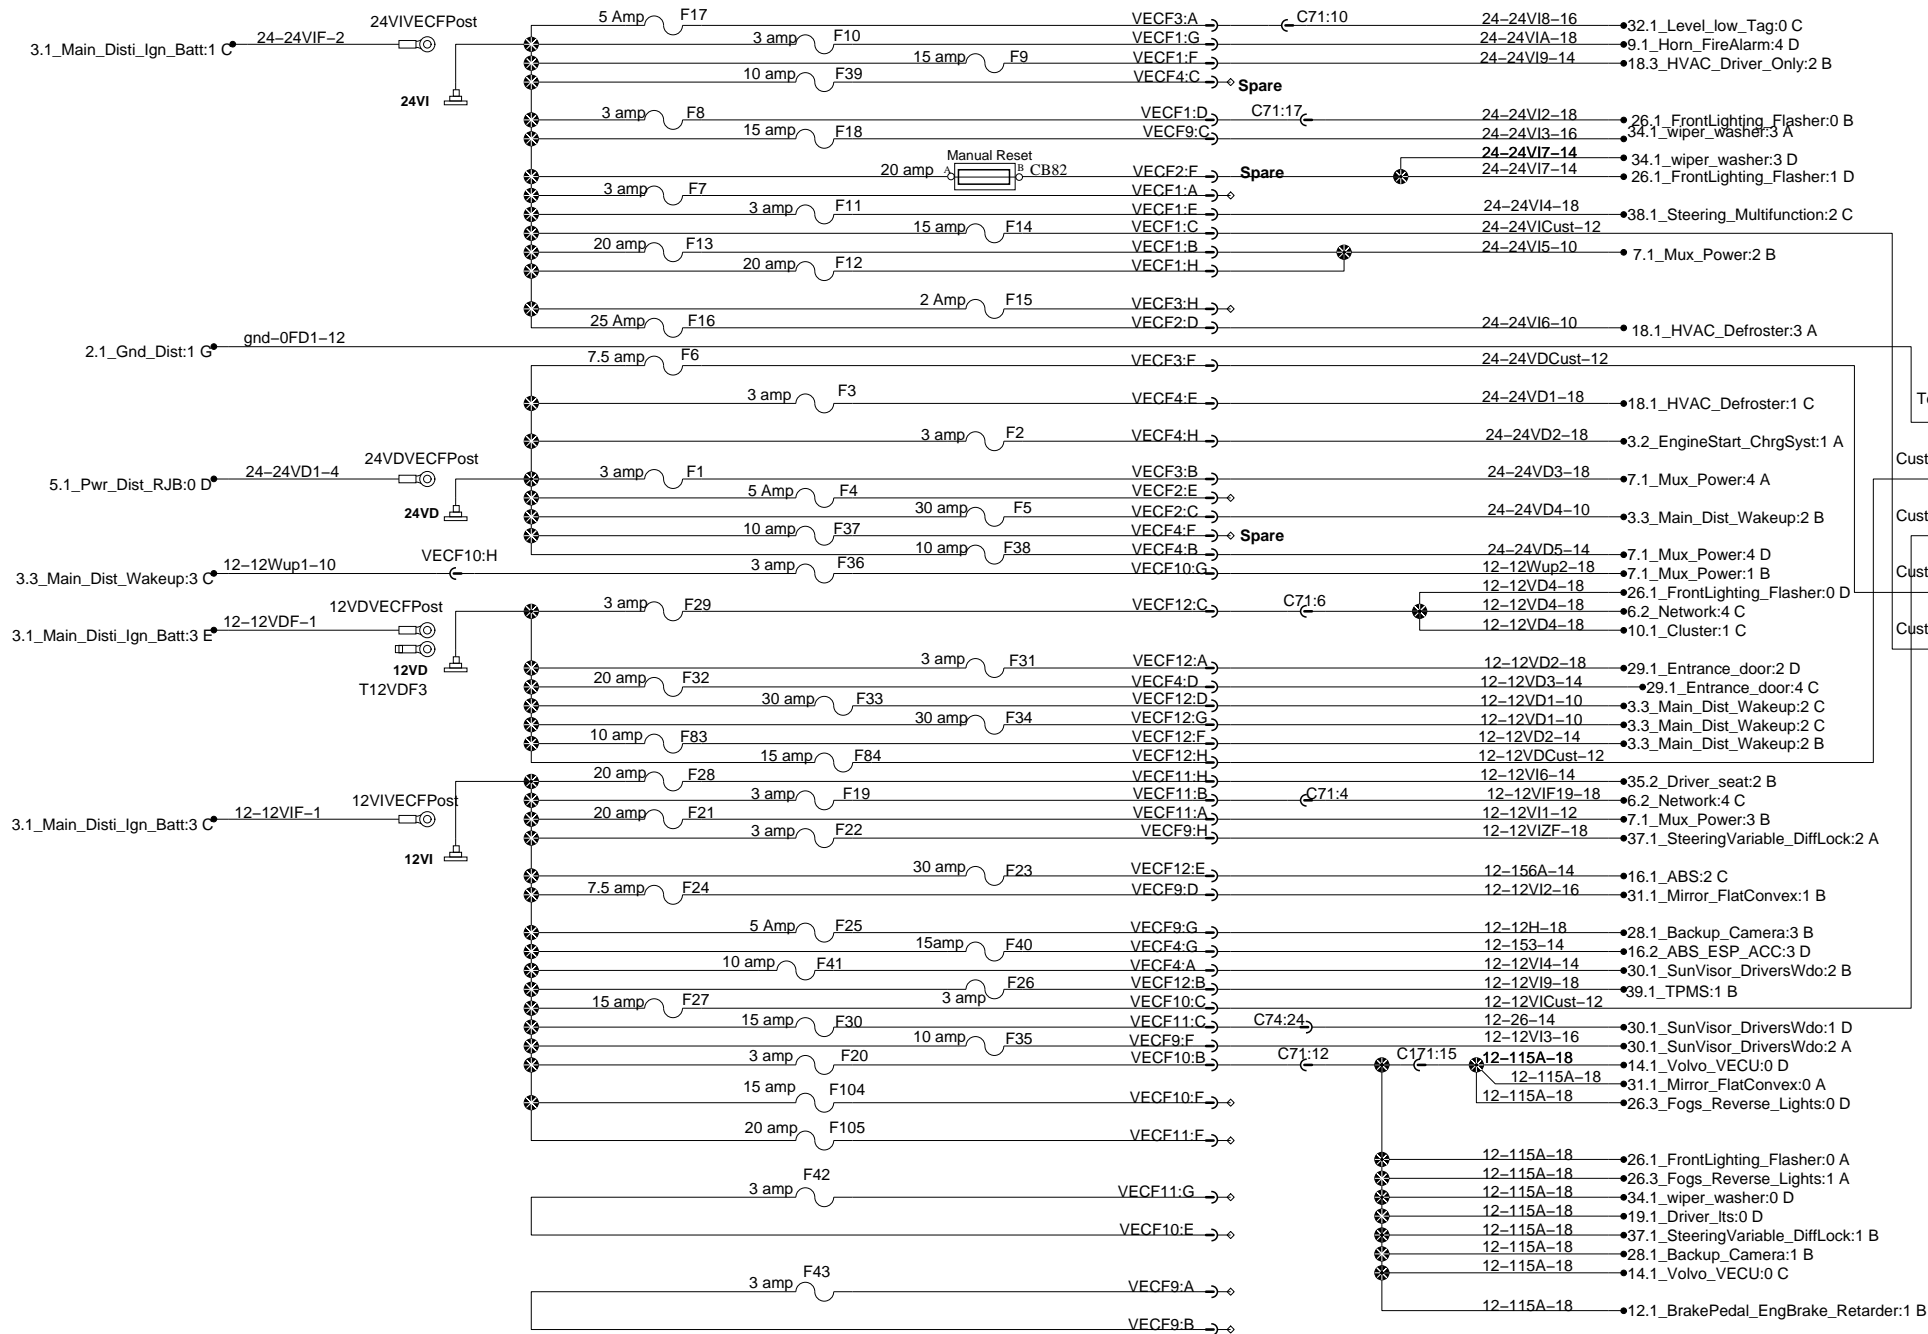 5 Amp F17 VECF3:A C71:10 24-24VI8-16 32.1_Level_low_Tag:0 C
24VIVECFPost
3.1_Main_Disti_Ign_Batt:1 C 24-24VIF-2 3 amp F10 VECF1:G 24-24VIA-18 9.1_Horn_FireAlarm:4 D
15 amp F9 VECF1:F 24-24VI9-14 18.3_HVAC_Driver_Only:2 B
10 amp F39 VECF4:C Spare
24VI
3 amp F8 VECF1:D C71:17 24-24VI2-18 26.1_FrontLighting_Flasher:0 B
15 amp F18 VECF9:C 24-24VI3-16 34.1_wiper_washer:3 A
Manual Reset 24-24VI7-14 34.1_wiper_washer:3 D
20 amp A B CB82 VECF2:F Spare 24-24VI7-14 26.1_FrontLighting_Flasher:1 D
3 amp F7 VECF1:A
3 amp F11 VECF1:E 24-24VI4-18 38.1_Steering_Multifunction:2 C
15 amp F14 VECF1:C 24-24VICust-12
20 amp F13 VECF1:B 24-24VI5-10 7.1_Mux_Power:2 B
20 amp F12 VECF1:H
2 Amp F15 VECF3:H
25 Amp F16 VECF2:D 24-24VI6-10 18.1_HVAC_Defroster:3 A
2.1_Gnd_Dist:1 G gnd-0FD1-12
7.5 amp F6 VECF3:F 24-24VDCust-12
3 amp F3 VECF4:E 24-24VD1-18 18.1_HVAC_Defroster:1 C
3 amp F2 VECF4:H 24-24VD2-18 3.2_EngineStart_ChrgSyst:1 A
24VDVECFPost Cust
5.1_Pwr_Dist_RJB:0 D 24-24VD1-4 3 amp F1 VECF3:B 24-24VD3-18 7.1_Mux_Power:4 A
5 Amp F4 VECF2:E
24VD 30 amp F5 VECF2:C 24-24VD4-10 3.3_Main_Dist_Wakeup:2 B Cust
10 amp F37 VECF4:F Spare
10 amp F38 VECF4:B 24-24VD5-14 7.1_Mux_Power:4 D
3.3_Main_Dist_Wakeup:3 C 12-12Wup1-10 VECF10:H 3 amp F36 VECF10:G 12-12Wup2-18 7.1_Mux_Power:1 B Cust
12-12VD4-18 26.1_FrontLighting_Flasher:0 D
12VDVECFPost 3 amp F29 VECF12:C C71:6 12-12VD4-18 6.2_Network:4 C
3.1_Main_Disti_Ign_Batt:3 E 12-12VDF-1 12-12VD4-18 10.1_Cluster:1 C Cust
12VD 3 amp F31 VECF12:A 12-12VD2-18 29.1_Entrance_door:2 D
T12VDF3 20 amp F32 VECF4:D 12-12VD3-14 29.1_Entrance_door:4 C
30 amp F33 VECF12:D 12-12VD1-10 3.3_Main_Dist_Wakeup:2 C
30 amp F34 VECF12:G 12-12VD1-10 3.3_Main_Dist_Wakeup:2 C
10 amp F83 VECF12:F 12-12VD2-14 3.3_Main_Dist_Wakeup:2 B
15 amp F84 VECF12:H 12-12VDCust-12
20 amp F28 VECF11:H 12-12VI6-14 35.2_Driver_seat:2 B
12VIVECFPost 3 amp F19 VECF11:B C71:4 12-12VIF19-18 6.2_Network:4 C
3.1_Main_Disti_Ign_Batt:3 C 12-12VIF-1 20 amp F21 VECF11:A 12-12VI1-12 7.1_Mux_Power:3 B
3 amp F22 VECF9:H 12-12VIZF-18 37.1_SteeringVariable_DiffLock:2 A
12VI
30 amp F23 VECF12:E 12-156A-14 16.1_ABS:2 C
7.5 amp F24 VECF9:D 12-12VI2-16 31.1_Mirror_FlatConvex:1 B
5 Amp F25 VECF9:G 12-12H-18 28.1_Backup_Camera:3 B
15amp F40 VECF4:G 12-153-14 16.2_ABS_ESP_ACC:3 D
10 amp F41 VECF4:A 12-12VI4-14 30.1_SunVisor_DriversWdo:2 B
3 amp F26 VECF12:B 12-12VI9-18 39.1_TPMS:1 B
15 amp F27 VECF10:C 12-12VICust-12
15 amp F30 VECF11:C C74:24 12-26-14 30.1_SunVisor_DriversWdo:1 D
10 amp F35 VECF9:F 12-12VI3-16 30.1_SunVisor_DriversWdo:2 A
3 amp F20 VECF10:B C71:12 C171:15 12-115A-18 14.1_Volvo_VECU:0 D
12-115A-18 31.1_Mirror_FlatConvex:0 A
15 amp F104 VECF10:F 12-115A-18 26.3_Fogs_Reverse_Lights:0 D
20 amp F105 VECF11:F
12-115A-18 26.1_FrontLighting_Flasher:0 A
12-115A-18 26.3_Fogs_Reverse_Lights:1 A
3 amp F42 VECF11:G 12-115A-18 34.1_wiper_washer:0 D
12-115A-18 19.1_Driver_lts:0 D
VECF10:E 12-115A-18 37.1_SteeringVariable_DiffLock:1 B
12-115A-18 28.1_Backup_Camera:1 B
12-115A-18 14.1_Volvo_VECU:0 C
3 amp F43 VECF9:A
12-115A-18 12.1_BrakePedal_EngBrake_Retarder:1 B
VECF9:B